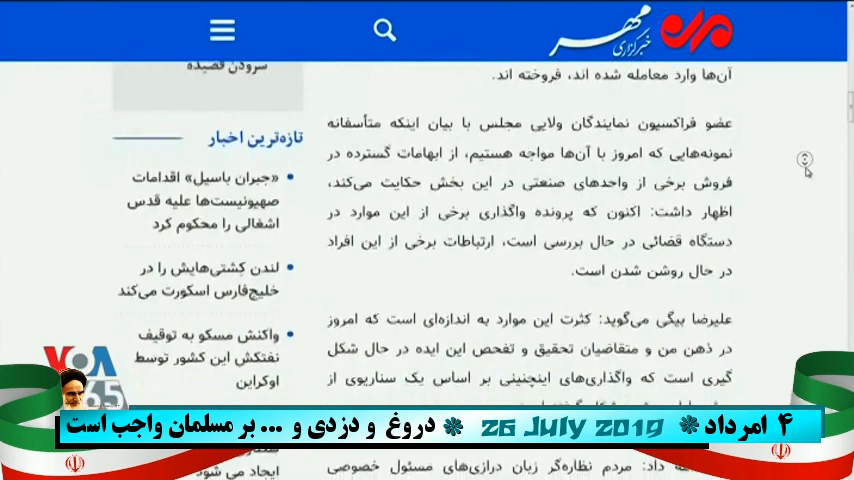 خبرگزاری مهر
سرودن قصیده
آن‌ها وارد معامله شده اند، فروخته اند.
عضو فراکسیون نمایندگان ولایی مجلس با بیان اینکه متأسفانه
نمونه‌هایی که امروز با آن‌ها مواجه هستیم، از ابهامات گسترده در
فروش برخی از واحدهای صنعتی در این بخش حکایت می‌کند،
اظهار داشت: اکنون که پرونده واگذاری برخی از این موارد در
دستگاه قضائی در حال بررسی است، ارتباطات برخی از این افراد
در حال روشن شدن است.
علیرضا بیگی می‌گوید: کثرت این موارد به اندازه‌ای است که امروز
در ذهن من و متقاضیان تحقیق و تفحص این ایده در حال شکل
گیری است که واگذاری‌های اینچنینی بر اساس یک سناریوی از
داد: مردم نظاره‌گر زبان درازی‌های مسئول خصوصی
تازه‌ترین اخبار
«جبران باسیل» اقدامات
صهیونیست‌ها علیه قدس
اشغالی را محکوم کرد
لندن کِشتی‌هایش را در
خلیج‌فارس اسکورت می‌کند
واکنش مسکو به توقیف
نفتکش این کشور توسط
اوکراین
ایجاد می شود
VOA
365
۴ امرداد ❋ 26 July 2019 ❋ دروغ و دزدی و ... بر مسلمان واجب است